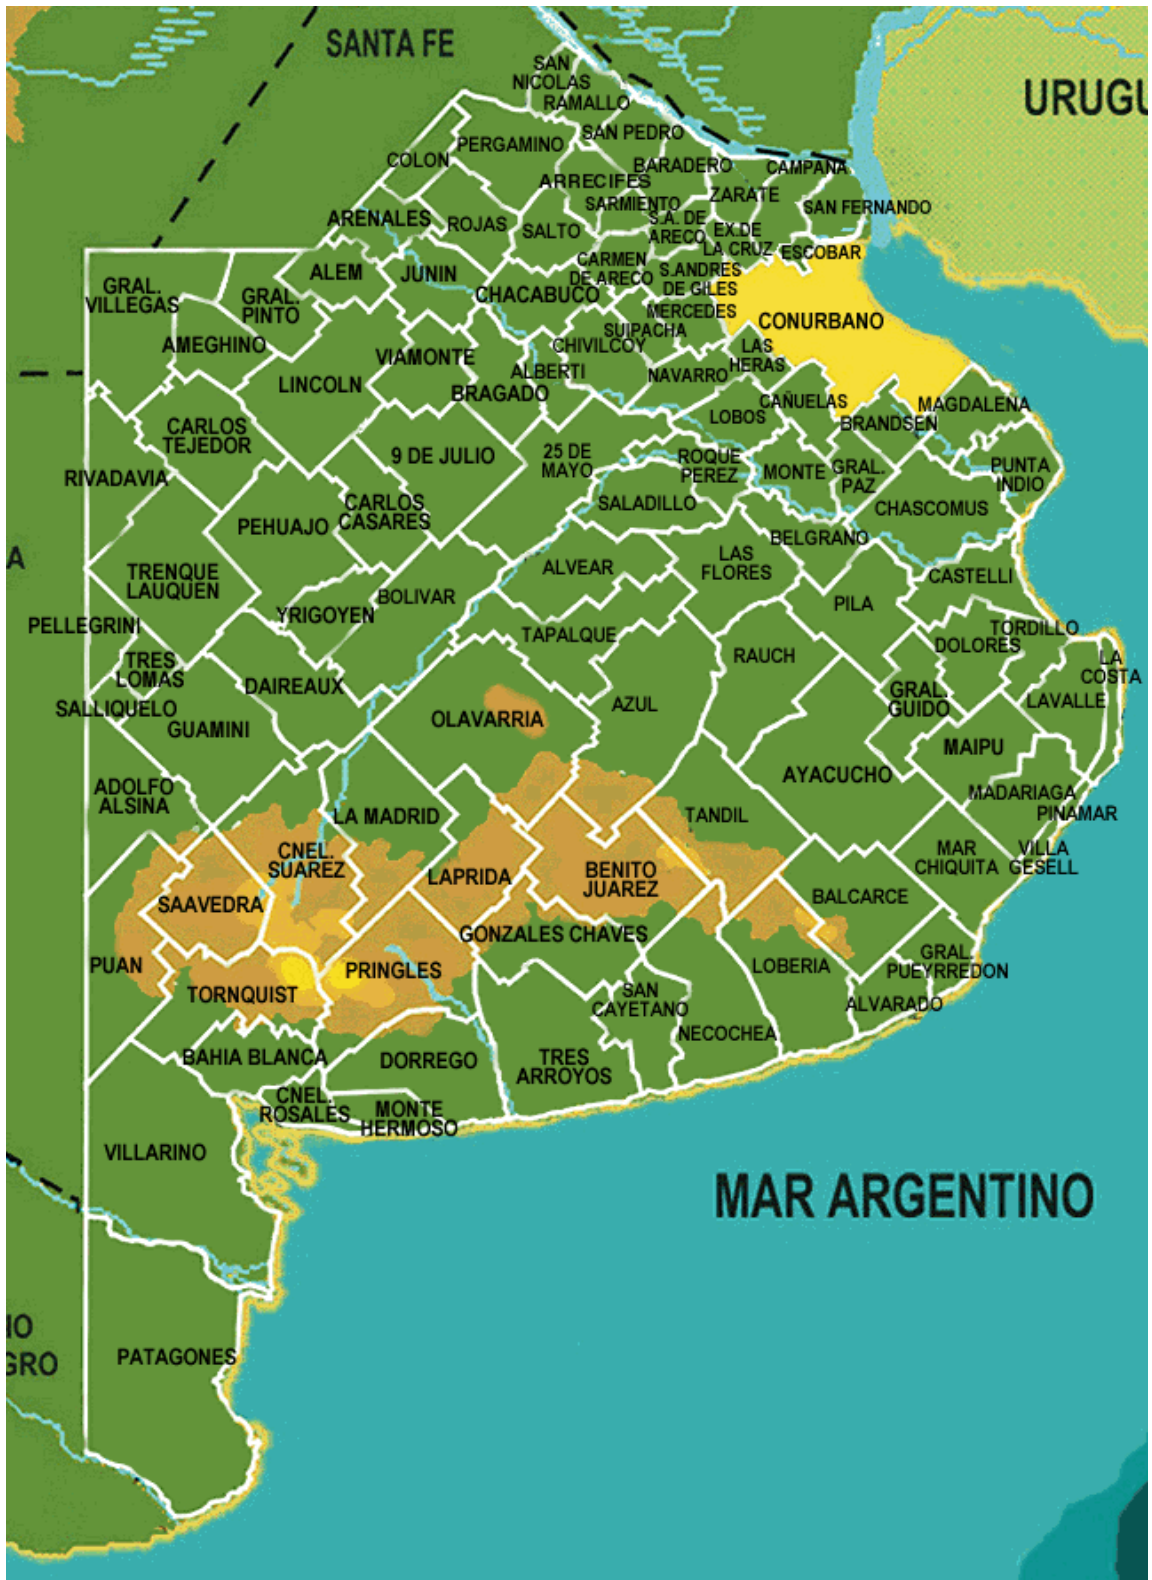 SANTA FE
URUGU
SAN
NICOLAS
RAMALLO
SAN PEDRO
PERGAMINO
COLON
BARADERO
CAMPANA
ARRECIFES
ZARATE
SARMIENTO
SAN FERNANDO
ARENALES
ROJAS
SALTO
S.A. DE
ARECO
EX.DE
LA CRUZ
ESCOBAR
CARMEN
DE ARECO
S.ANDRES
DE GILES
GRAL.
VILLEGAS
GRAL.
PINTO
ALEM
JUNIN
CHACABUCO
MERCEDES
SUIPACHA
CONURBANO
AMEGHINO
LINCOLN
VIAMONTE
BRAGADO
ALBERTI
CHIVILCOY
NAVARRO
LAS
HERAS
CAÑUELAS
LOBOS
BRANDSEN
MAGDALENA
CARLOS
TEJEDOR
9 DE JULIO
25 DE
MAYO
ROQUE
PEREZ
MONTE
GRAL.
PAZ
PUNTA
INDIO
RIVADAVIA
CARLOS
CASARES
SALADILLO
CHASCOMUS
PEHUAJO
BELGRANO
A
TRENQUE
LAUQUEN
ALVEAR
LAS
FLORES
CASTELLI
YRIGOYEN
BOLIVAR
PILA
PELLEGRINI
TAPALQUE
RAUCH
DOLORES
TORDILLO
TRES
LOMAS
DAIREAUX
LA
COSTA
SALLIQUELO
GUAMINI
OLAVARRIA
AZUL
GRAL.
GUIDO
LAVALLE
MAIPU
AYACUCHO
ADOLFO
ALSINA
LA MADRID
TANDIL
MADARIAGA
PINAMAR
CNEL.
SUAREZ
LAPRIDA
BENITO
JUAREZ
MAR
CHIQUITA
VILLA
GESELL
SAAVEDRA
BALCARCE
GONZALES CHAVES
PUAN
PRINGLES
LOBERIA
GRAL.
PUEYRREDON
TORNQUIST
SAN
CAYETANO
ALVARADO
NECOCHEA
BAHIA BLANCA
DORREGO
TRES
ARROYOS
CNEL.
ROSALES
MONTE
HERMOSO
VILLARINO
MAR ARGENTINO
IO
GRO
PATAGONES